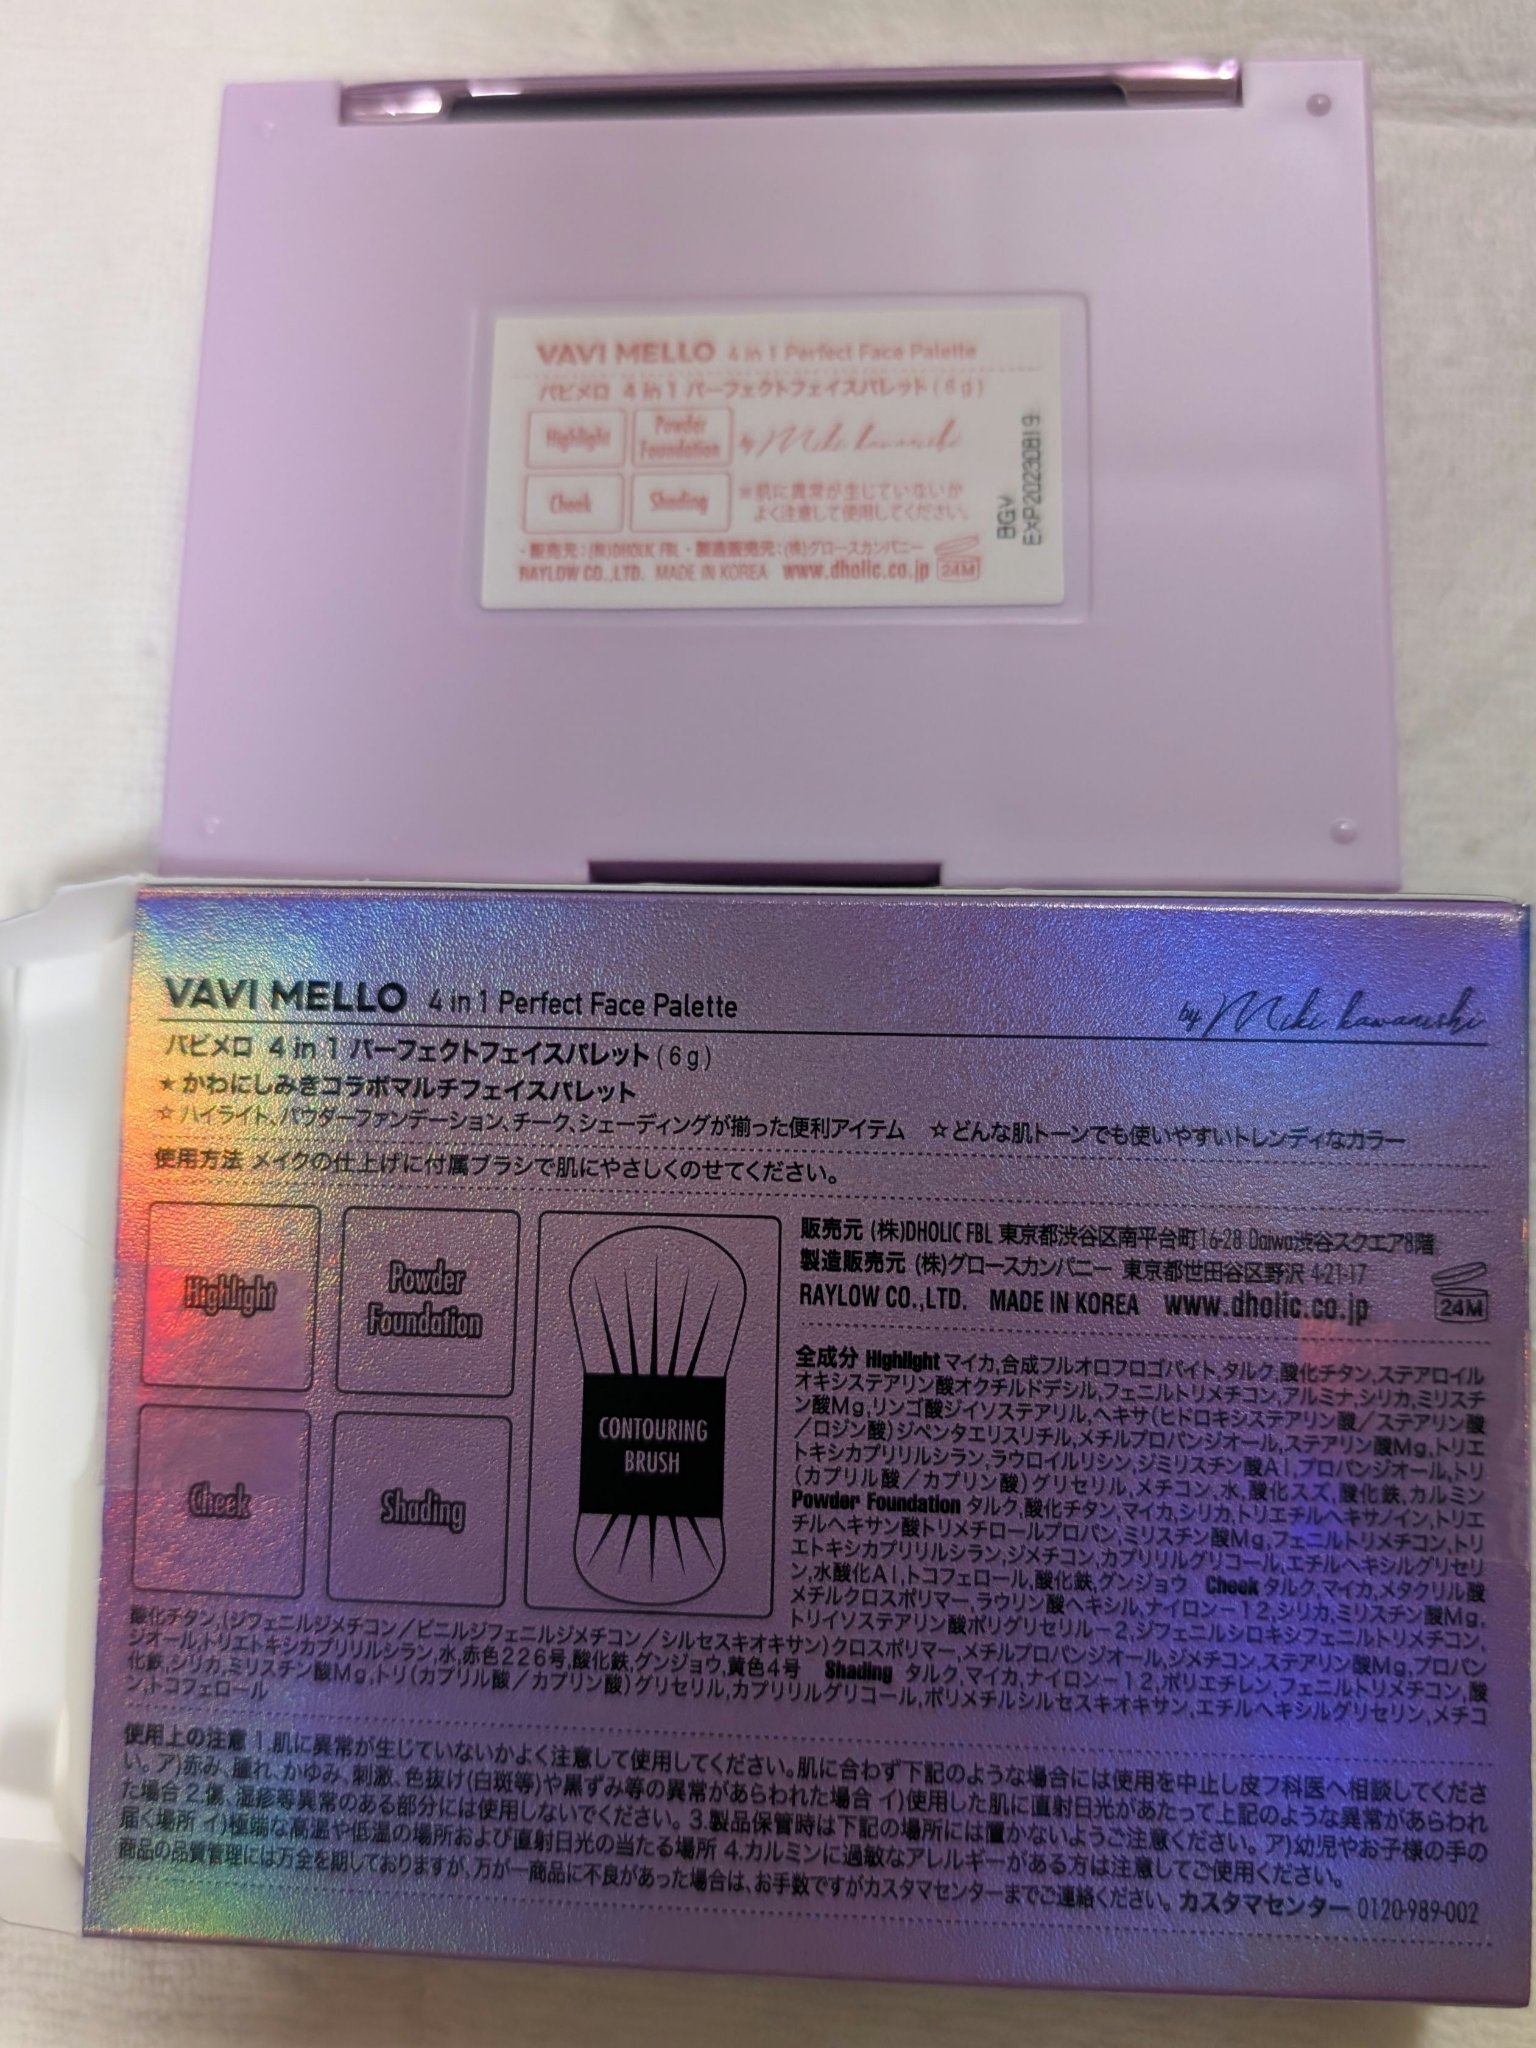 VAVI MELLO 4 in 1 Perfect Face Palette
バビメロ 4 in 1 パーフェクトフェイスパレット(6g)
Highlight
Powder
Foundation
by Miki kawanishi
Cheek
Shading
*肌に異常が生じていないか
よく注意して使用してください。
・販売元:(株)DHOLIC FBL ・製造販売元:(株)グロースカンパニー
RAYLOW CO.,LTD. MADE IN KOREA www.dholic.co.jp 24M
BGV
EXP20230819
VAVI MELLO 4 in 1 Perfect Face Palette by Miki kawanishi
バビメロ 4 in 1 パーフェクトフェイスパレット(6g)
★かわにしみきコラボマルチフェイスパレット
☆ハイライト、パウダーファンデーション、チーク、シェーディングが揃った便利アイテム ☆どんな肌トーンでも使いやすいトレンディなカラー
使用方法 メイクの仕上げに付属ブラシで肌にやさしくのせてください。
Highlight
Powder
Foundation
Cheek
Shading
CONTOURING
BRUSH
販売元 (株)DHOLIC FBL 東京都渋谷区南平台町16-28 Daiwa渋谷スクエア8階
製造販売元 (株)グロースカンパニー 東京都世田谷区野沢 4-21-17
RAYLOW CO.,LTD. MADE IN KOREA www.dholic.co.jp 24M
全成分 Highlight マイカ,合成フルオロフロゴパイト,タルク,酸化チタン,ステアロイル
オキシステアリン酸オクチルドデシル,フェニルトリメチコン,アルミナ,シリカ,ミリスチ
ン酸Mg,リンゴ酸ジイソステアリル,ヘキサ(ヒドロキシステアリン酸/ステアリン酸
/ロジン酸)ジペンタエリスリチル,メチルプロパンジオール,ステアリン酸Mg,トリエ
トキシカプリリルシラン,ラウロイルリシン,ジミリスチン酸Al,プロパンジオール,トリ
(カプリル酸/カプリン酸)グリセリル,メチコン,水,酸化スズ,酸化鉄,カルミン
Powder Foundation タルク,酸化チタン,マイカ,シリカ,トリエチルヘキサノイン,トリエ
チルヘキサン酸トリメチロールプロパン,ミリスチン酸Mg,フェニルトリメチコン,トリ
エトキシカプリリルシラン,ジメチコン,カプリリルグリコール,エチルヘキシルグリセリ
ン,水酸化Al,トコフェロール,酸化鉄,グンジョウ Cheek タルク,マイカ,メタクリル酸
メチルクロスポリマー,ラウリン酸ヘキシル,ナイロン-12,シリカ,ミリスチン酸Mg,
トリイソステアリン酸ポリグリセリル-2,ジフェニルシロキシフェニルトリメチコン,
酸化チタン,(ジフェニルジメチコン/ビニルジフェニルジメチコン/シルセスキオキサン)クロスポリマー,メチルプロパンジオール,ジメチコン,ステアリン酸Mg,プロパン
ジオール,トリエトキシカプリリルシラン,水,赤色226号,酸化鉄,グンジョウ,黄色4号 Shading タルク,マイカ,ナイロン-12,ポリエチレン,フェニルトリメチコン,酸
化鉄,シリカ,ミリスチン酸Mg,トリ(カプリル酸/カプリン酸)グリセリル,カプリリルグリコール,ポリメチルシルセスキオキサン,エチルヘキシルグリセリン,メチコ
ン,トコフェロール
使用上の注意 1.肌に異常が生じていないかよく注意して使用してください。肌に合わず下記のような場合には使用を中止し皮フ科医へ相談してくださ
い。ア)赤み、腫れ、かゆみ、刺激、色抜け(白斑等)や黒ずみ等の異常があらわれた場合 イ)使用した肌に直射日光があたって上記のような異常があらわれ
た場合 2.傷、湿疹等異常のある部分には使用しないでください。3.製品保管時は下記の場所には置かないようご注意ください。ア)幼児やお子様の手の
届く場所 イ)極端な高温や低温の場所および直射日光の当たる場所 4.カルミンに過敏なアレルギーがある方は注意してご使用ください。
商品の品質管理には万全を期しておりますが、万が一商品に不良があった場合は、お手数ですがカスタマセンターまでご連絡ください。カスタマセンター 0120-989-002